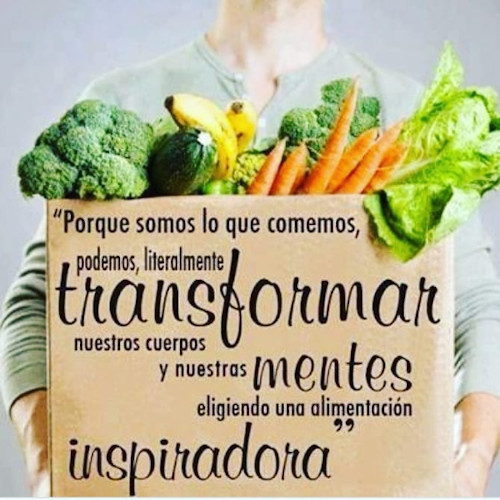 “Porque somos lo que comemos,
podemos, literalmente
transformar
nuestros cuerpos
y nuestras mentes
eligiendo una alimentación
inspiradora”